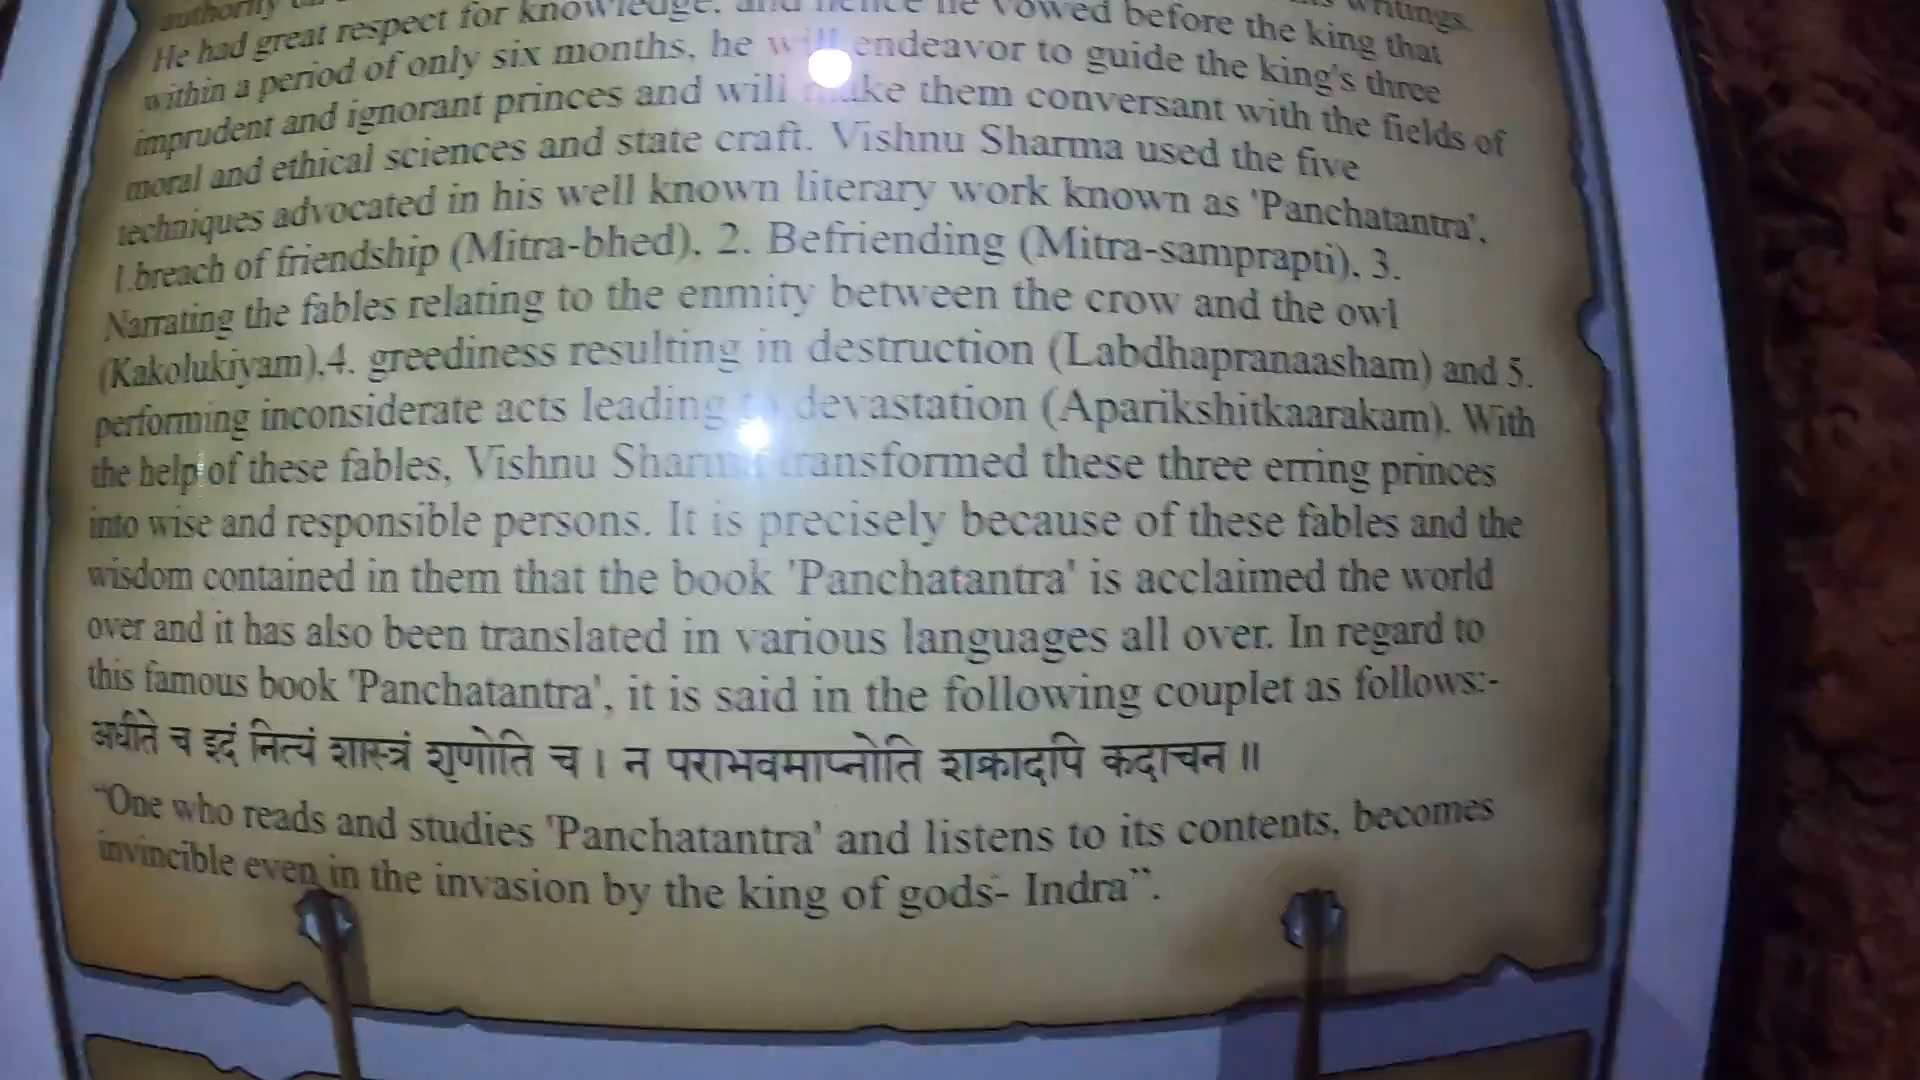 authority
writings.
He had great respect for knowledge, and hence he vowed before the king that
within a period of only six months, he will endeavor to guide the king's three
imprudent and ignorant princes and will make them conversant with the fields of
moral and ethical sciences and state craft. Vishnu Sharma used the five
techniques advocated in his well known literary work known as 'Panchatantra',
1.breach of friendship (Mitra-bhed), 2. Befriending (Mitra-samprapti), 3.
Narrating the fables relating to the enmity between the crow and the owl
(Kakolukiyam),4. greediness resulting in destruction (Labdhapranaasham) and 5.
performing inconsiderate acts leading to devastation (Aparikshitkaarakam). With
the help of these fables, Vishnu Sharma transformed these three erring princes
into wise and responsible persons. It is precisely because of these fables and the
wisdom contained in them that the book 'Panchatantra' is acclaimed the world
over and it has also been translated in various languages all over. In regard to
this famous book 'Panchatantra', it is said in the following couplet as follows:-
अधीते च इदं नित्यं शास्त्रं शृणोति च । न पराभवमाप्नोति शक्रादपि कदाचन ॥
"One who reads and studies 'Panchatantra' and listens to its contents, becomes
invincible even in the invasion by the king of gods- Indra".